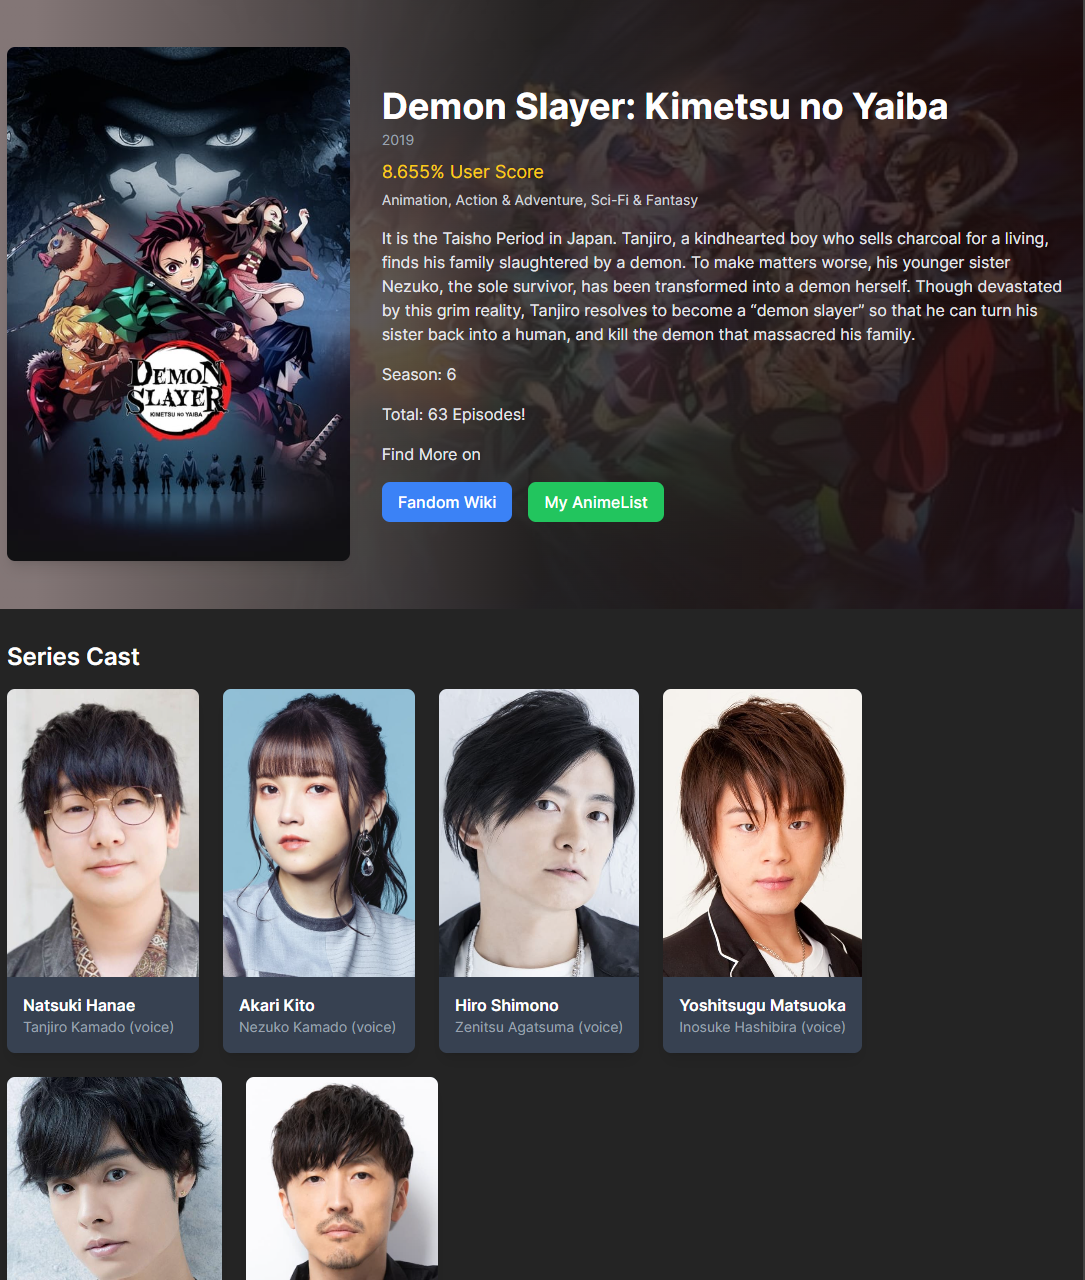 Demon Slayer: Kimetsu no Yaiba
2019
8.655% User Score
Animation, Action & Adventure, Sci-Fi & Fantasy
It is the Taisho Period in Japan. Tanjiro, a kindhearted boy who sells charcoal for a living,
finds his family slaughtered by a demon. To make matters worse, his younger sister
Nezuko, the sole survivor, has been transformed into a demon herself. Though devastated
by this grim reality, Tanjiro resolves to become a “demon slayer” so that he can turn his
sister back into a human, and kill the demon that massacred his family.
Season: 6
Total: 63 Episodes!
Find More on
Fandom Wiki
My AnimeList
DEMON
SLAYER
KIMETSU NO YAIBA
Series Cast
Natsuki Hanae
Tanjiro Kamado (voice)
Akari Kito
Nezuko Kamado (voice)
Hiro Shimono
Zenitsu Agatsuma (voice)
Yoshitsugu Matsuoka
Inosuke Hashibira (voice)